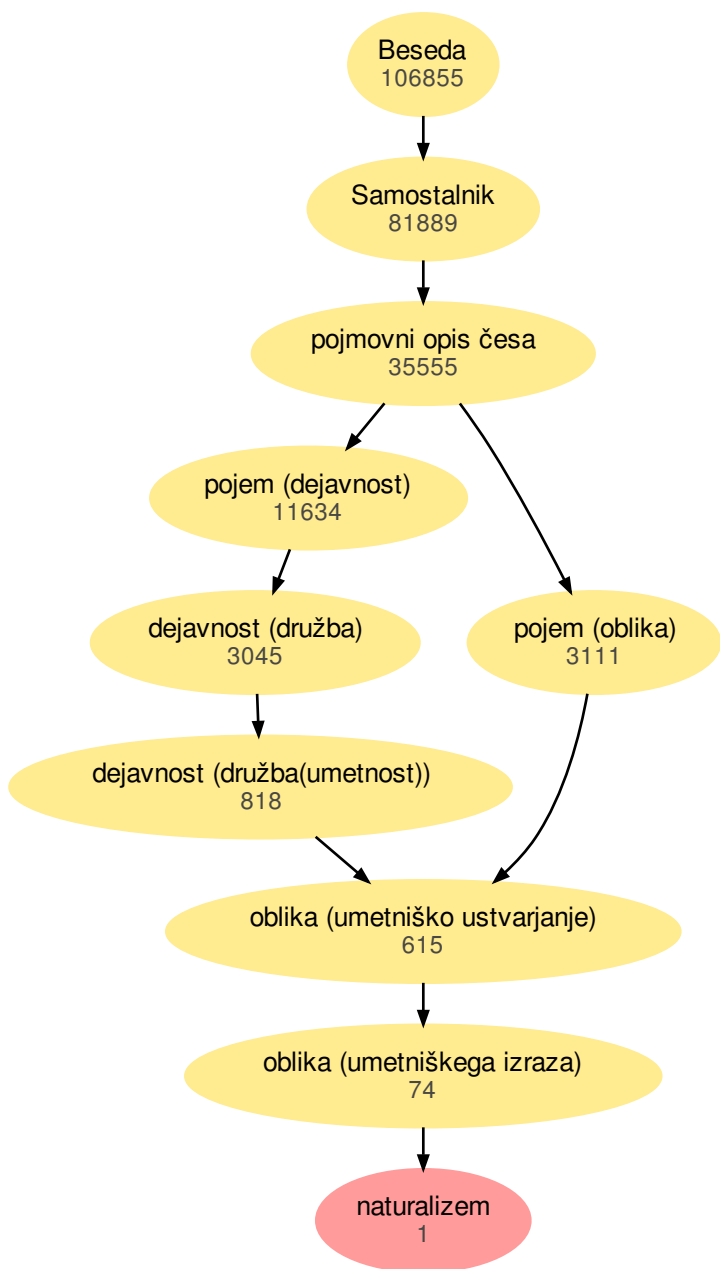 Beseda
106855
Samostalnik
81889
pojmovni opis česa
35555
pojem (dejavnost)
11634
dejavnost (družba)
3045
pojem (oblika)
3111
dejavnost (družba(umetnost))
818
oblika (umetniško ustvarjanje)
615
oblika (umetniškega izraza)
74
naturalizem
1